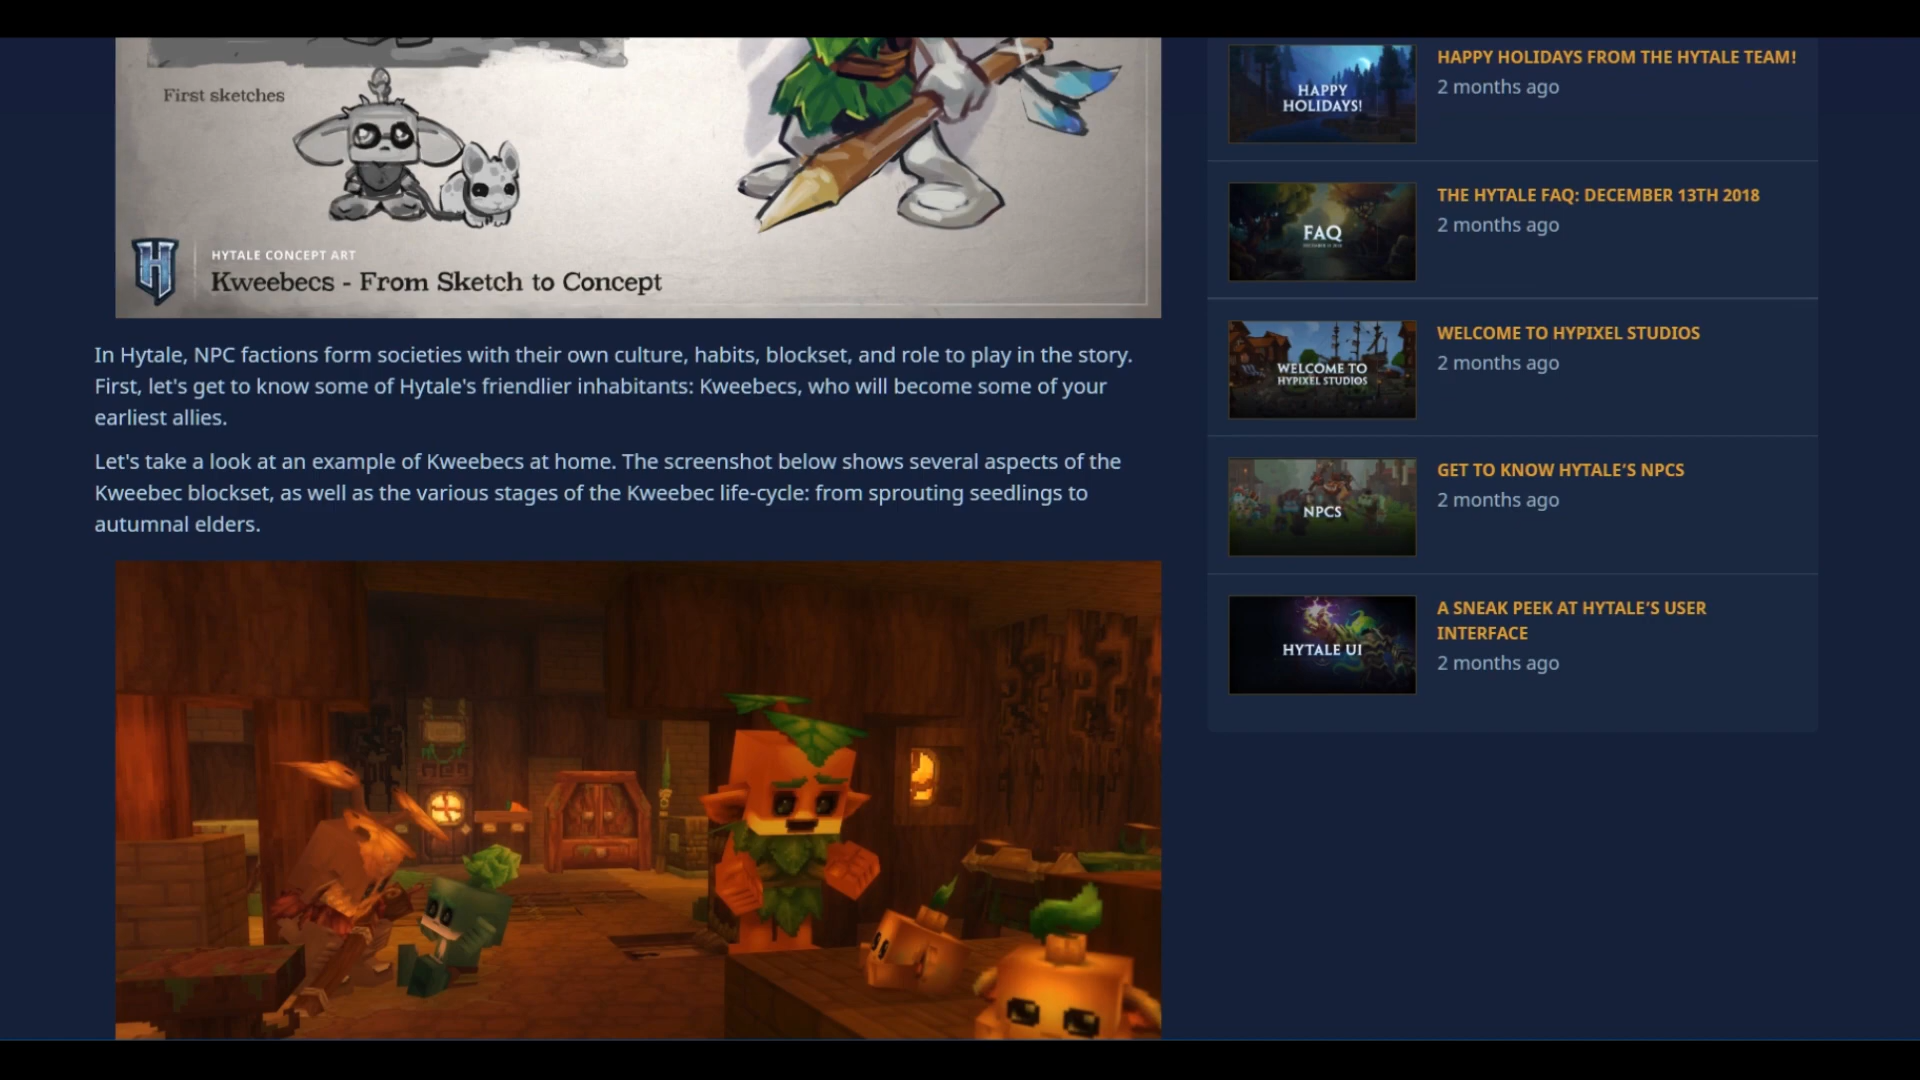 First sketches
HYTALE CONCEPT ART
Kweebecs - From Sketch to Concept
In Hytale, NPC factions form societies with their own culture, habits, blockset, and role to play in the story.
First, let's get to know some of Hytale's friendlier inhabitants: Kweebecs, who will become some of your
earliest allies.
Let's take a look at an example of Kweebecs at home. The screenshot below shows several aspects of the
Kweebec blockset, as well as the various stages of the Kweebec life-cycle: from sprouting seedlings to
autumnal elders.
HAPPY
HOLIDAYS!
HAPPY HOLIDAYS FROM THE HYTALE TEAM!
2 months ago
FAQ
THE HYTALE FAQ: DECEMBER 13TH 2018
2 months ago
WELCOME TO
HYPIXEL STUDIOS
WELCOME TO HYPIXEL STUDIOS
2 months ago
NPCS
GET TO KNOW HYTALE’S NPCS
2 months ago
HYTALE UI
A SNEAK PEEK AT HYTALE’S USER
INTERFACE
2 months ago